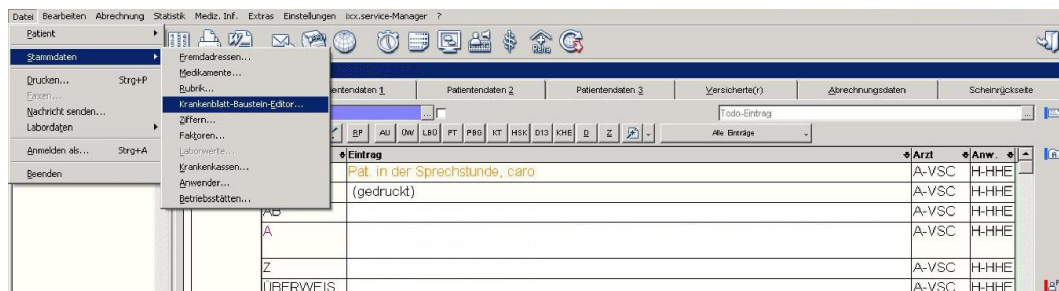 Datei Bearbeiten Abrechnung Statistik Mediz. Inf. Extras Einstellungen ixx.service-Manager ?
Patient
Stammdaten
Drucken... Strg+P
Faxen...
Nachricht senden...
Labordaten
Anmelden als... Strg+A
Beenden
Fremdadressen...
Medikamente...
Rubrik...
Krankenblatt-Baustein-Editor...
Ziffern...
Faktoren...
Laborwerte...
Krankenkassen...
Anwender...
Betriebsstätten...
entendaten 1 Patientendaten 2 Patientendaten 3 Versicherte(r) Abrechnungsdaten Scheinrückseite
... Todo-Eintrag ...
RP AU ÜW LBÜ PT PBG KT HSK D13 KHE D Z Alle Einträge
Eintrag Arzt Anw.
Pat. in der Sprechstunde, caro A-VSC H-HHE
(gedruckt) A-VSC H-HHE
AB A-VSC H-HHE
A A-VSC H-HHE
Z A-VSC H-HHE
ÜBERWEIS A-VSC H-HHE